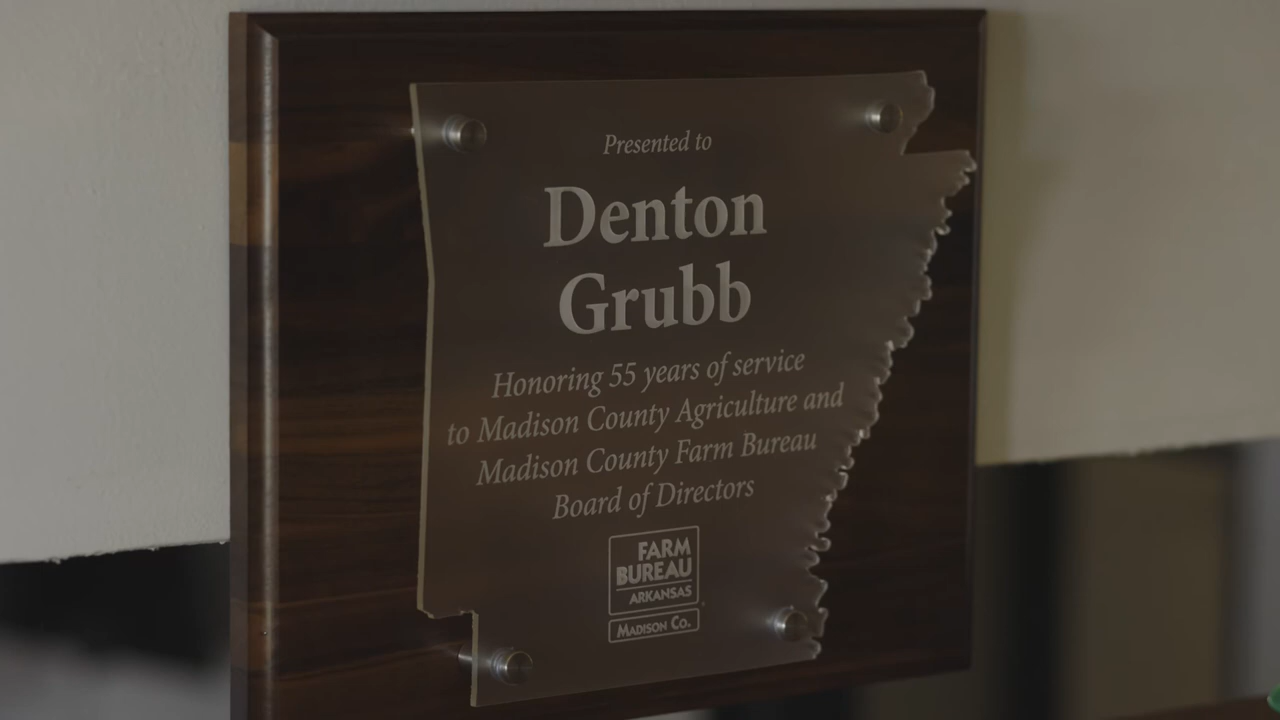 Presented to
Denton
Grubb
Honoring 55 years of service
to Madison County Agriculture and
Madison County Farm Bureau
Board of Directors
FARM
BUREAU
ARKANSAS
MADISON CO.